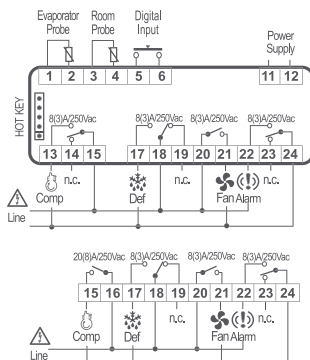 Evaporator Probe
Room Probe
Digital Input
Power Supply
1 2 3 4 5 6 11 12
HOT KEY
8(3)A/250Vac 8(3)A/250Vac 8(3)A/250Vac 8(3)A/250Vac
13 14 15 17 18 19 20 21 22 23 24
Comp n.c. Def n.c. Fan Alarm n.c.
Line
20(8)A/250Vac 8(3)A/250Vac 8(3)A/250Vac 8(3)A/250Vac
15 16 17 18 19 20 21 22 23 24
Comp Def n.c. Fan Alarm n.c.
Line